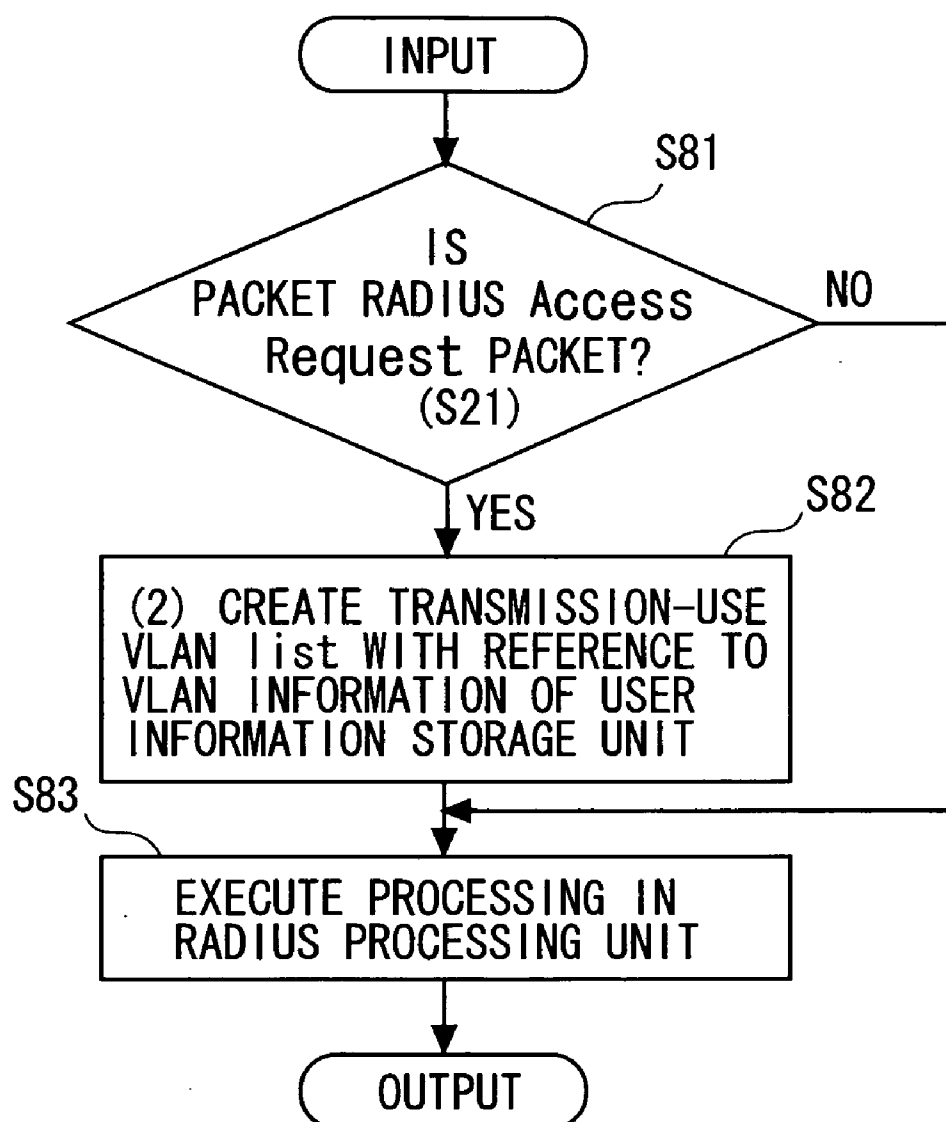 INPUT
S81
IS
PACKET RADIUS Access
Request PACKET?
(S21)
NO
YES
S82
(2) CREATE TRANSMISSION-USE
VLAN list WITH REFERENCE TO
VLAN INFORMATION OF USER
INFORMATION STORAGE UNIT
S83
EXECUTE PROCESSING IN
RADIUS PROCESSING UNIT
OUTPUT